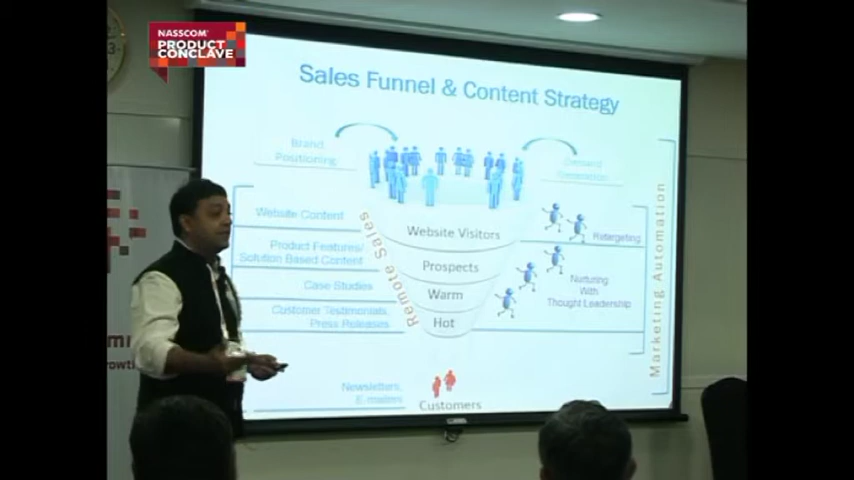 NASSCOM®
PRODUCT
CONCLAVE
Sales Funnel & Content Strategy
Brand
Positioning
Demand
Generation
Website Content
Product Features/
Solution Based Content
Case Studies
Customer Testimonials,
Press Releases
Newsletters,
E-mailers
Remote Sales
Website Visitors
Prospects
Warm
Hot
Customers
Retargeting
Nurturing
With
Thought Leadership
Marketing Automation